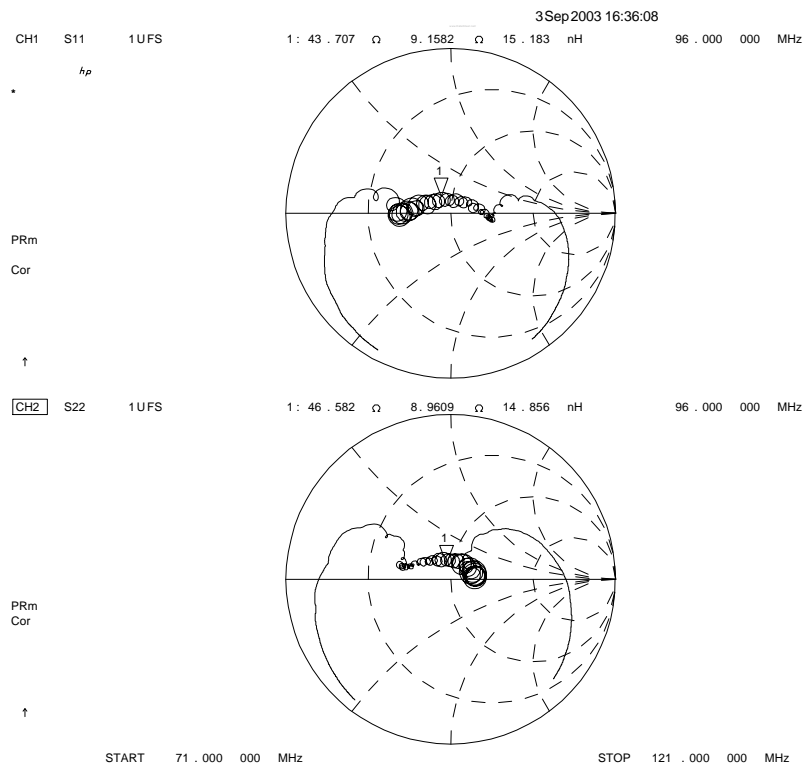 3 Sep 2003 16:36:08
CH1 S11 1 U FS 1: 43.707 Ω 9.1582 Ω 15.183 nH 96.000 000 MHz
hp
*
1
PRm
Cor
↑
CH2 S22 1 U FS 1: 46.582 Ω 8.9609 Ω 14.856 nH 96.000 000 MHz
1
PRm
Cor
↑
START 71.000 000 MHz STOP 121.000 000 MHz